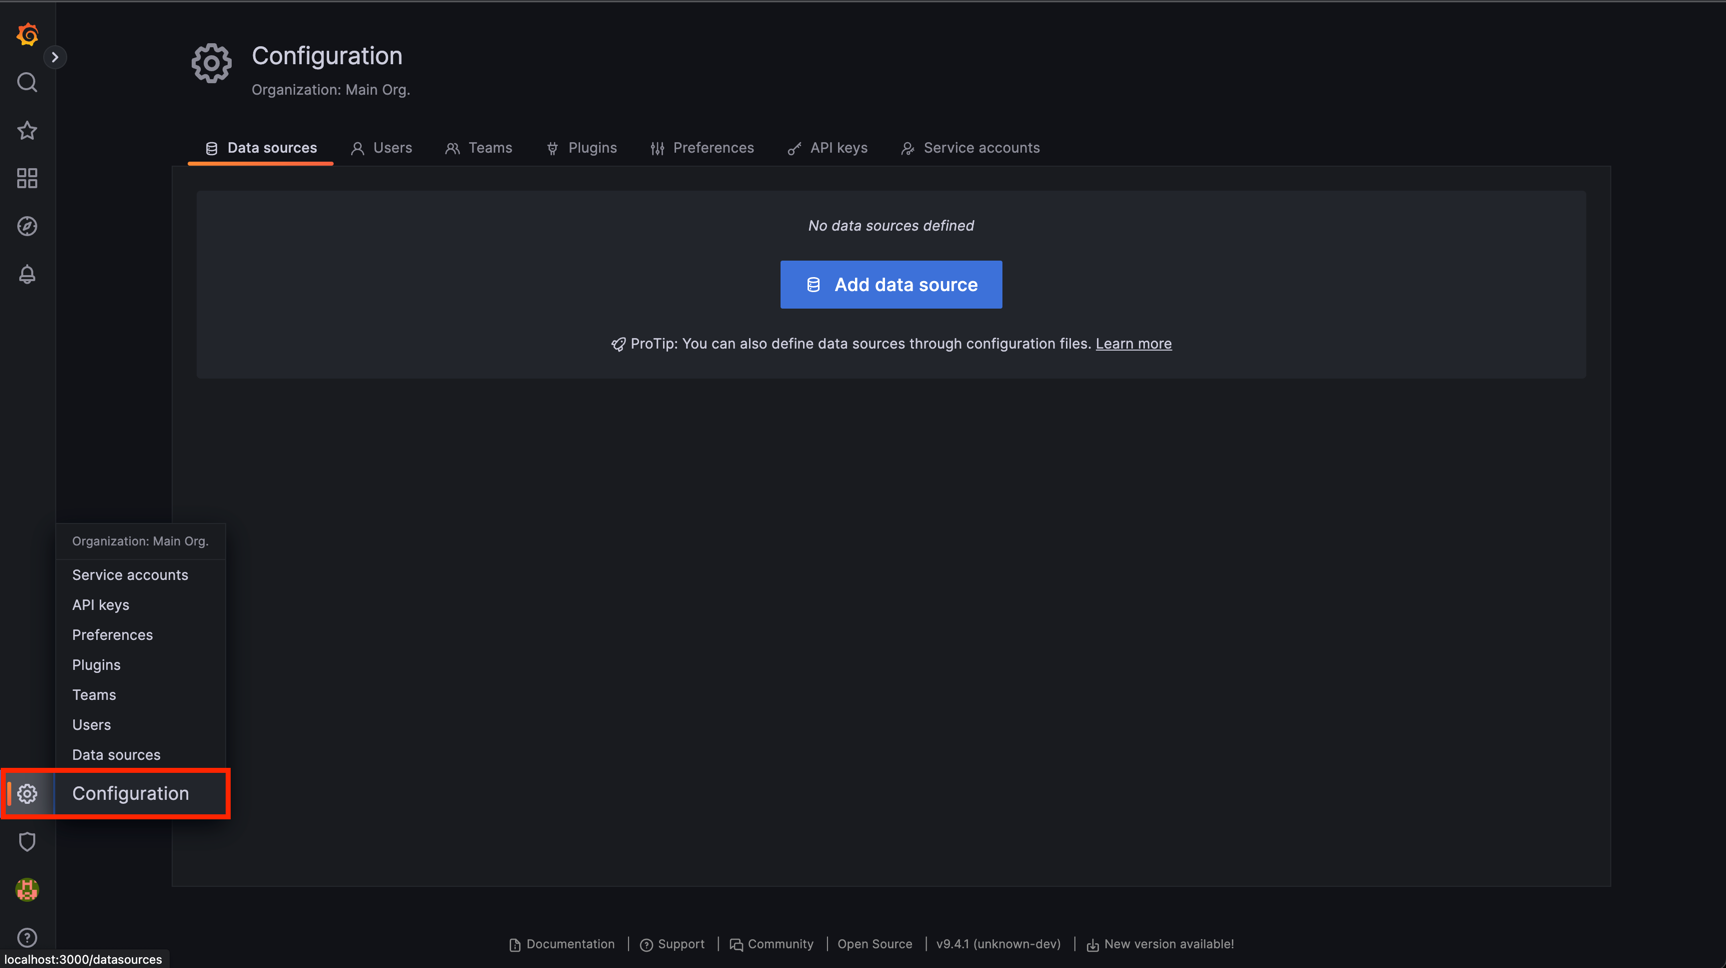 Configuration
Organization: Main Org.
Data sources Users Teams Plugins Preferences API keys Service accounts
No data sources defined
Add data source
ProTip: You can also define data sources through configuration files. Learn more
Organization: Main Org.
Service accounts
API keys
Preferences
Plugins
Teams
Users
Data sources
Configuration
Documentation | Support | Community | Open Source | v9.4.1 (unknown-dev) | New version available!
localhost:3000/datasources